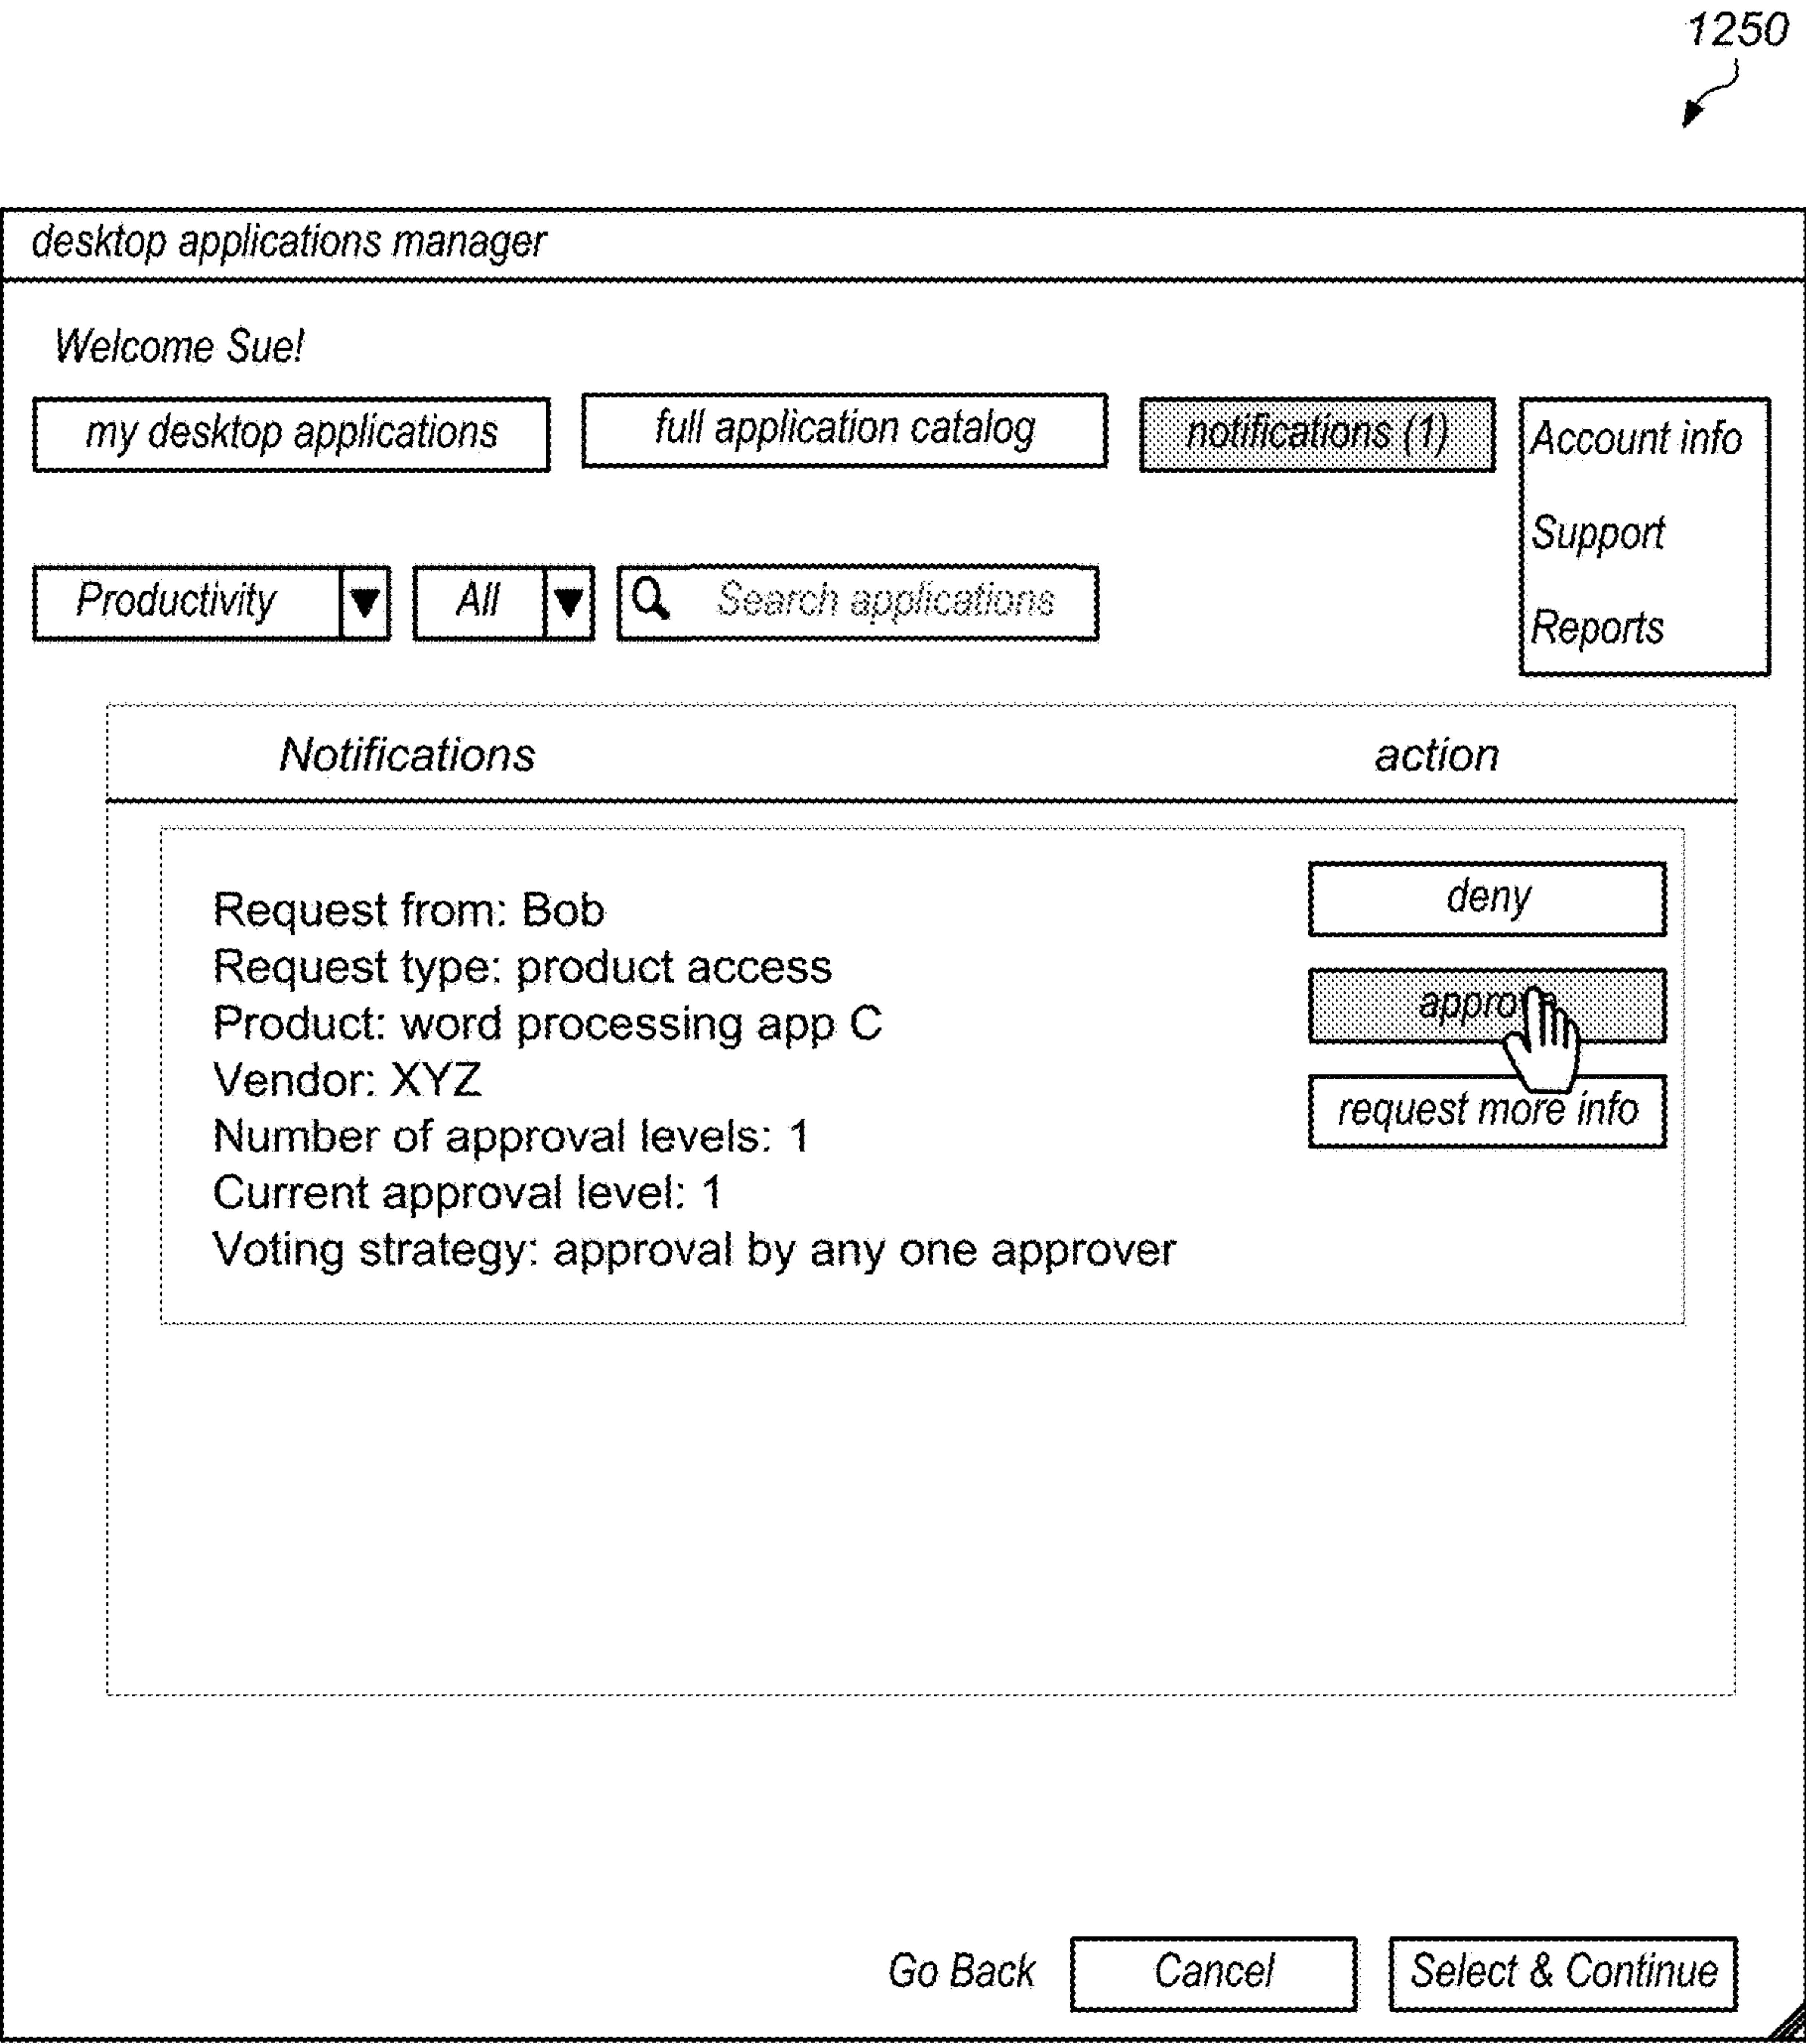 1250
desktop applications manager
Welcome Sue!
my desktop applications
full application catalog
notifications (1)
Account info
Support
Reports
Productivity
All
Search applications
Notifications
action
Request from: Bob
Request type: product access
Product: word processing app C
Vendor: XYZ
Number of approval levels: 1
Current approval level: 1
Voting strategy: approval by any one approver
deny
approve
request more info
Go Back
Cancel
Select & Continue